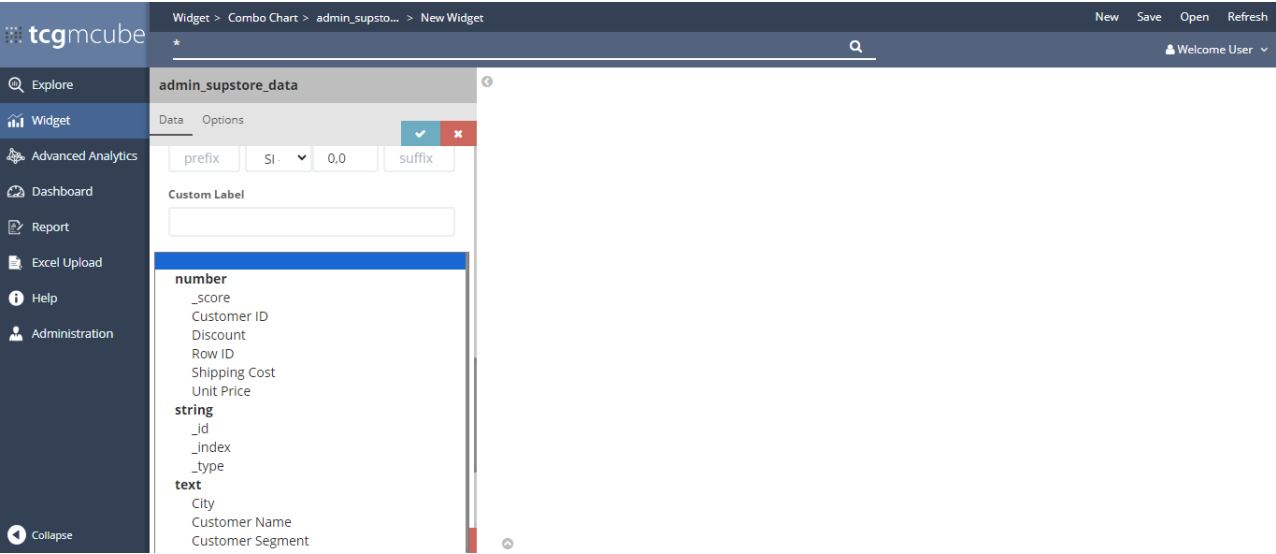 tcgmcube
Widget > Combo Chart > admin_supsto... > New Widget
New Save Open Refresh
*
Welcome User
Explore
Widget
Advanced Analytics
Dashboard
Report
Excel Upload
Help
Administration
Collapse
admin_supstore_data
Data Options
prefix SI - 0,0 suffix
Custom Label
number
_score
Customer ID
Discount
Row ID
Shipping Cost
Unit Price
string
_id
_index
_type
text
City
Customer Name
Customer Segment